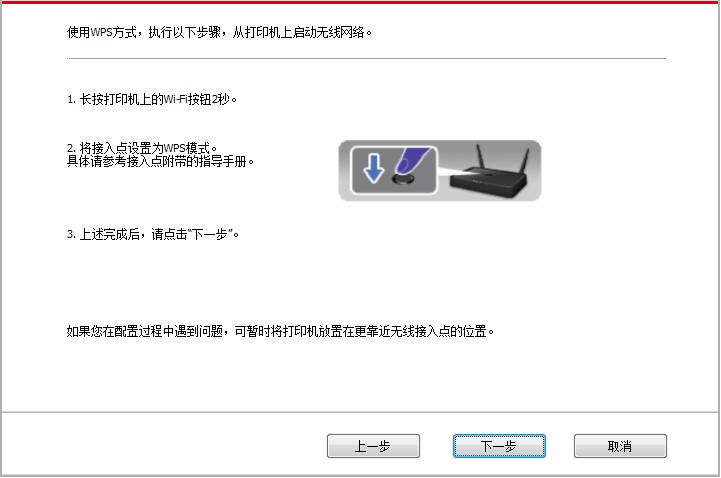 使用WPS方式，执行以下步骤，从打印机上启动无线网络。
1. 长按打印机上的Wi-Fi按钮2秒。
2. 将接入点设置为WPS模式。
具体请参考接入点附带的指导手册。
3. 上述完成后，请点击“下一步”。
如果您在配置过程中遇到问题，可暂时将打印机放置在更靠近无线接入点的位置。
上一步
下一步
取消